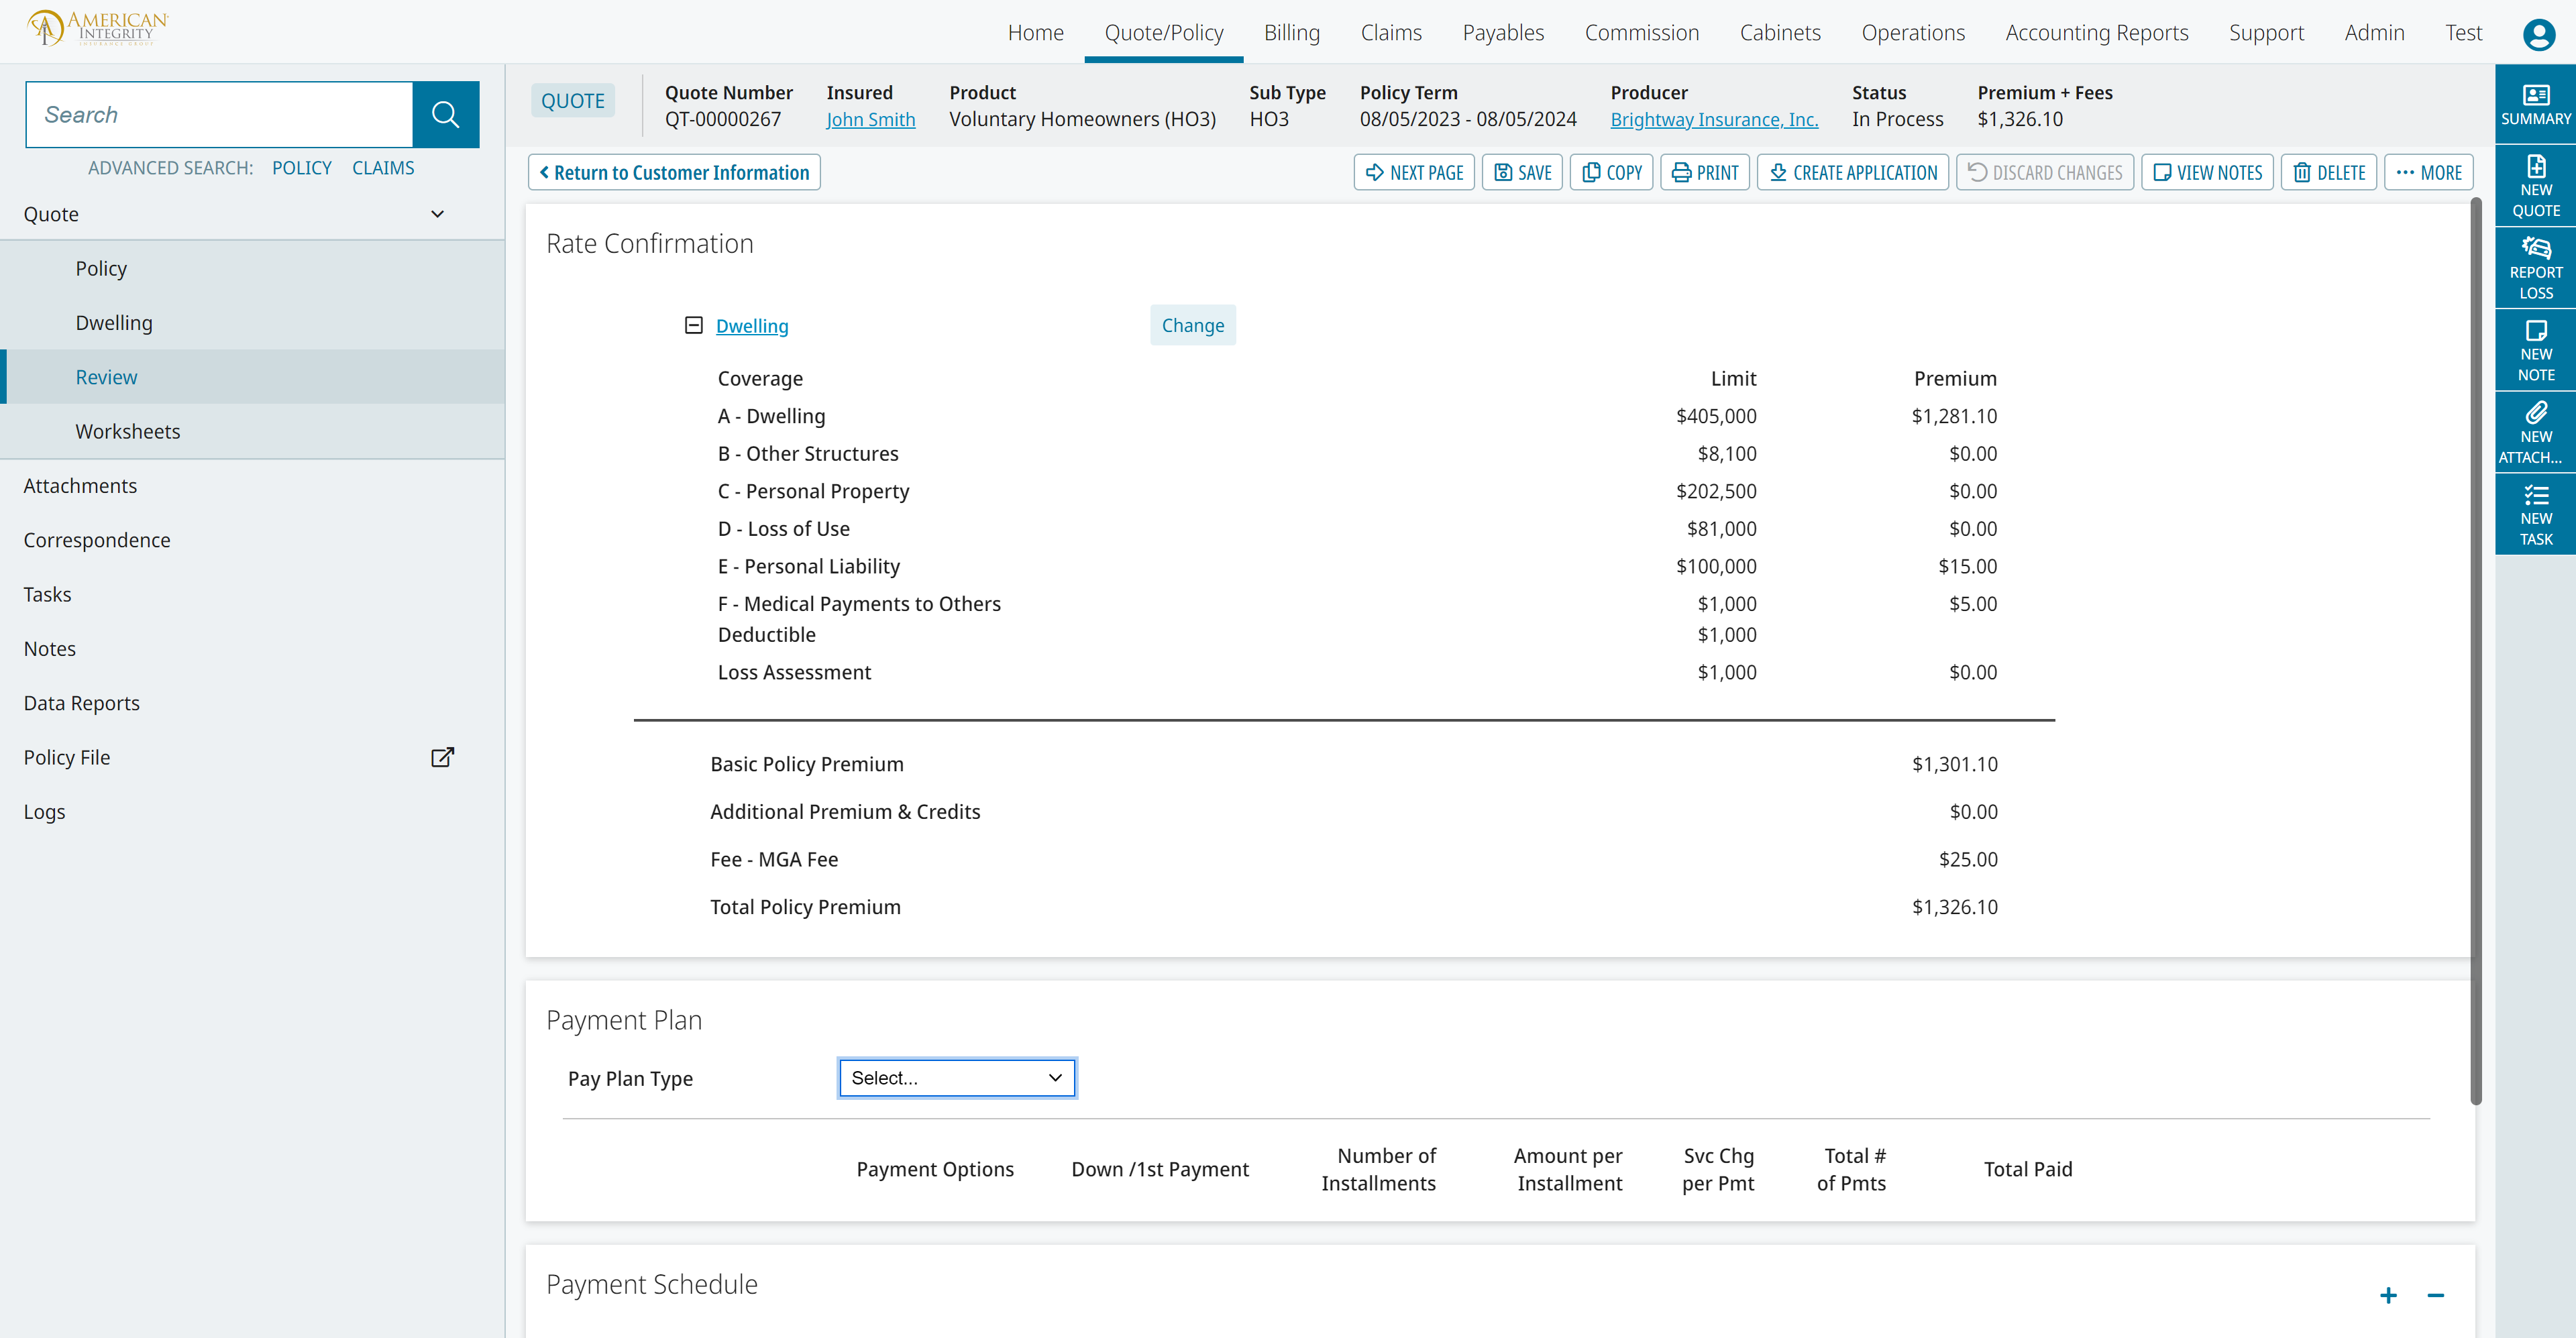 AMERICAN
INTEGRITY
INSURANCE GROUP
Home Quote/Policy Billing Claims Payables Commission Cabinets Operations Accounting Reports Support Admin Test
Search
ADVANCED SEARCH: POLICY CLAIMS
Quote
Policy
Dwelling
Review
Worksheets
Attachments
Correspondence
Tasks
Notes
Data Reports
Policy File
Logs
QUOTE
Quote Number Insured Product Sub Type Policy Term Producer Status Premium + Fees
QT-00000267 John Smith Voluntary Homeowners (HO3) HO3 08/05/2023 - 08/05/2024 Brightway Insurance, Inc. In Process $1,326.10
Return to Customer Information NEXT PAGE SAVE COPY PRINT CREATE APPLICATION DISCARD CHANGES VIEW NOTES DELETE MORE
Rate Confirmation
Dwelling Change
Coverage Limit Premium
A - Dwelling $405,000 $1,281.10
B - Other Structures $8,100 $0.00
C - Personal Property $202,500 $0.00
D - Loss of Use $81,000 $0.00
E - Personal Liability $100,000 $15.00
F - Medical Payments to Others $1,000 $5.00
Deductible $1,000
Loss Assessment $1,000 $0.00
Basic Policy Premium $1,301.10
Additional Premium & Credits $0.00
Fee - MGA Fee $25.00
Total Policy Premium $1,326.10
Payment Plan
Pay Plan Type Select...
Payment Options Down /1st Payment Number of Installments Amount per Installment Svc Chg per Pmt Total # of Pmts Total Paid
Payment Schedule
SUMMARY
NEW
QUOTE
REPORT
LOSS
NEW
NOTE
NEW
ATTACH...
NEW
TASK